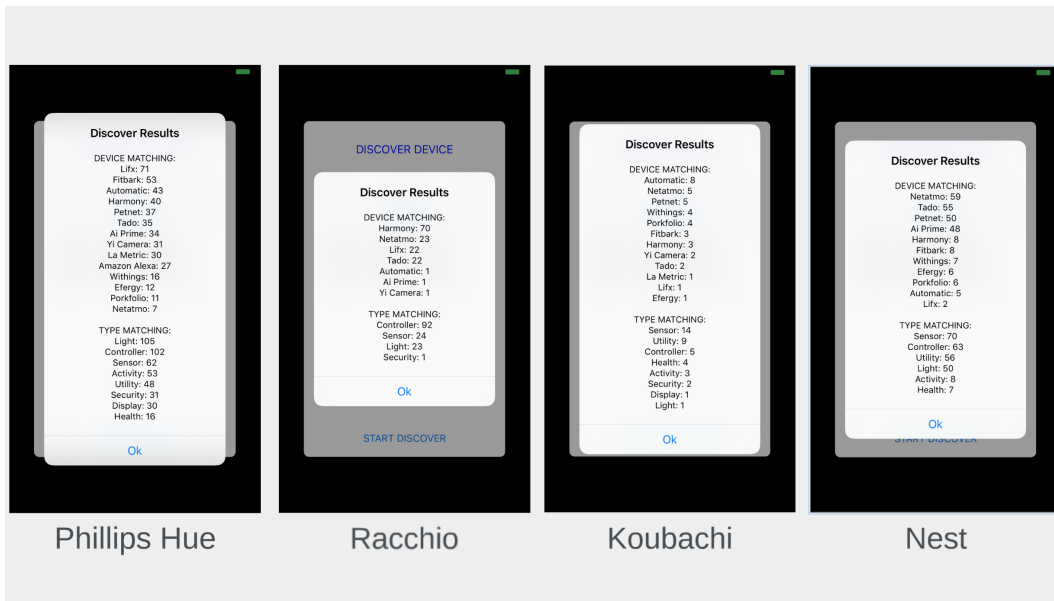 Discover Results
DEVICE MATCHING:
Lifx: 71
Fitbark: 53
Automatic: 43
Harmony: 40
Petnet: 37
Tado: 35
Ai Prime: 34
Yi Camera: 31
La Metric: 30
Amazon Alexa: 27
Withings: 16
Efergy: 12
Porkfolio: 11
Netatmo: 7
TYPE MATCHING:
Light: 105
Controller: 102
Sensor: 62
Activity: 53
Utility: 48
Security: 31
Display: 30
Health: 16
Ok
Phillips Hue
DISCOVER DEVICE
Discover Results
DEVICE MATCHING:
Harmony: 70
Netatmo: 23
Lifx: 22
Tado: 22
Automatic: 1
Ai Prime: 1
Yi Camera: 1
TYPE MATCHING:
Controller: 92
Sensor: 24
Light: 23
Security: 1
Ok
START DISCOVER
Racchio
Discover Results
DEVICE MATCHING:
Automatic: 8
Netatmo: 5
Petnet: 5
Withings: 4
Porkfolio: 4
Fitbark: 3
Harmony: 3
Yi Camera: 2
Tado: 2
La Metric: 1
Lifx: 1
Efergy: 1
TYPE MATCHING:
Sensor: 14
Utility: 9
Controller: 5
Health: 4
Activity: 3
Security: 2
Display: 1
Light: 1
Ok
Koubachi
Discover Results
DEVICE MATCHING:
Netatmo: 59
Tado: 55
Petnet: 50
Ai Prime: 48
Harmony: 8
Fitbark: 8
Withings: 7
Efergy: 6
Porkfolio: 6
Automatic: 5
Lifx: 2
TYPE MATCHING:
Sensor: 70
Controller: 63
Utility: 56
Light: 50
Activity: 8
Health: 7
Ok
START DISCOVER
Nest